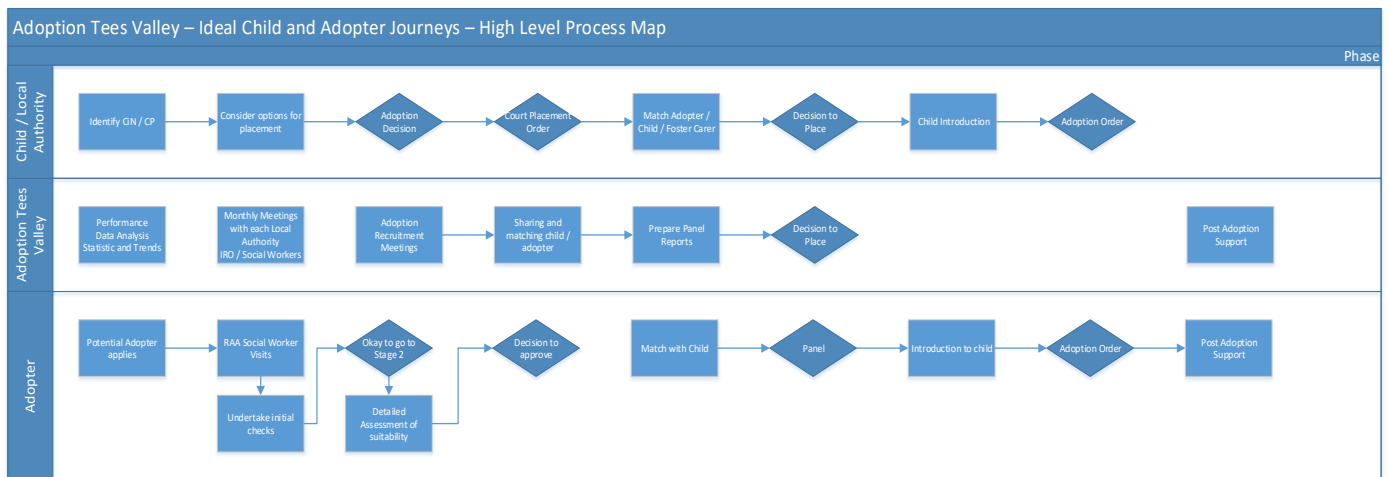 Adoption Tees Valley – Ideal Child and Adopter Journeys – High Level Process Map
Phase
Child / Local
Authority
Identify CiN / CP
Consider options for
placement
Adoption
Decision
Court Placement
Order
Match Adopter /
Child / Foster Carer
Decision to
Place
Child Introduction
Adoption Order
Adoption Tees
Valley
Performance
Data Analysis
Statistic and Trends
Monthly Meetings
with each Local
Authority
IRO / Social Workers
Adoption
Recruitment
Meetings
Sharing and
matching child /
adopter
Prepare Panel
Reports
Decision to
Place
Post Adoption
Support
Adopter
Potential Adopter
applies
RAA Social Worker
Visits
Undertake initial
checks
Okay to go to
Stage 2
Detailed
Assessment of
suitability
Decision to
approve
Match with Child
Panel
Introduction to child
Adoption Order
Post Adoption
Support